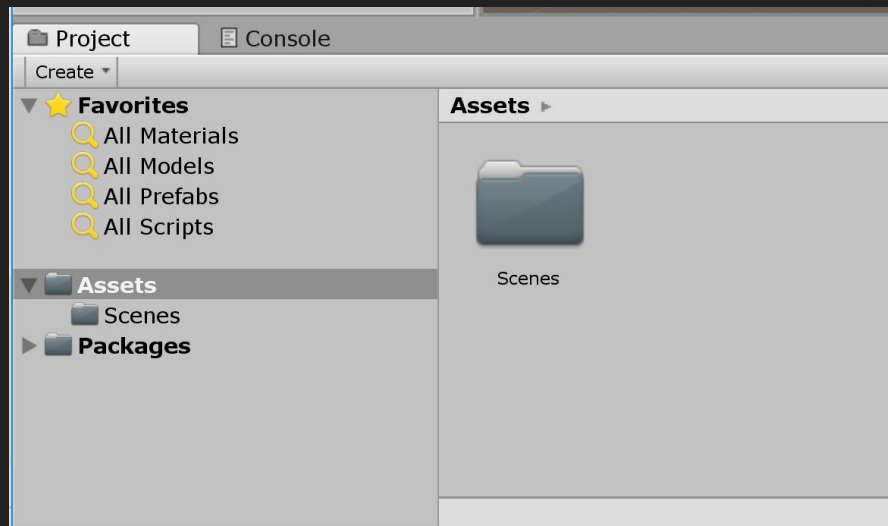 Project Console
Create
Favorites
All Materials
All Models
All Prefabs
All Scripts
Assets
Scenes
Packages
Assets
Scenes